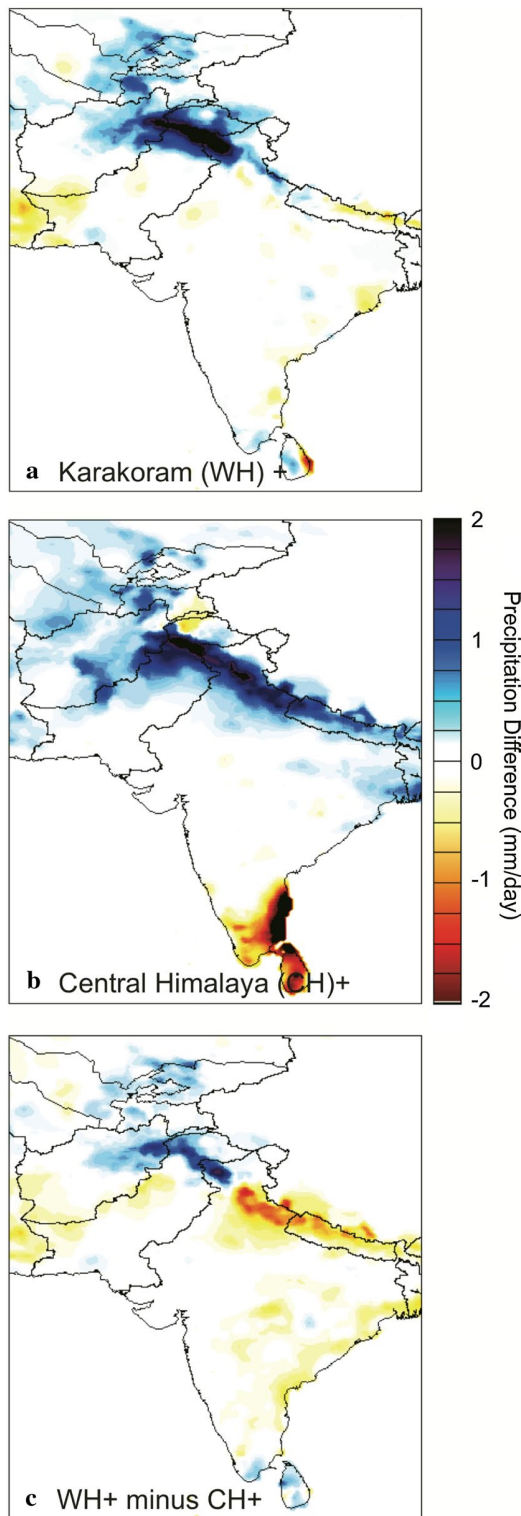 a Karakoram (WH) +
b Central Himalaya (CH)+
2
1
0
-1
-2
Precipitation Difference (mm/day)
c WH+ minus CH+